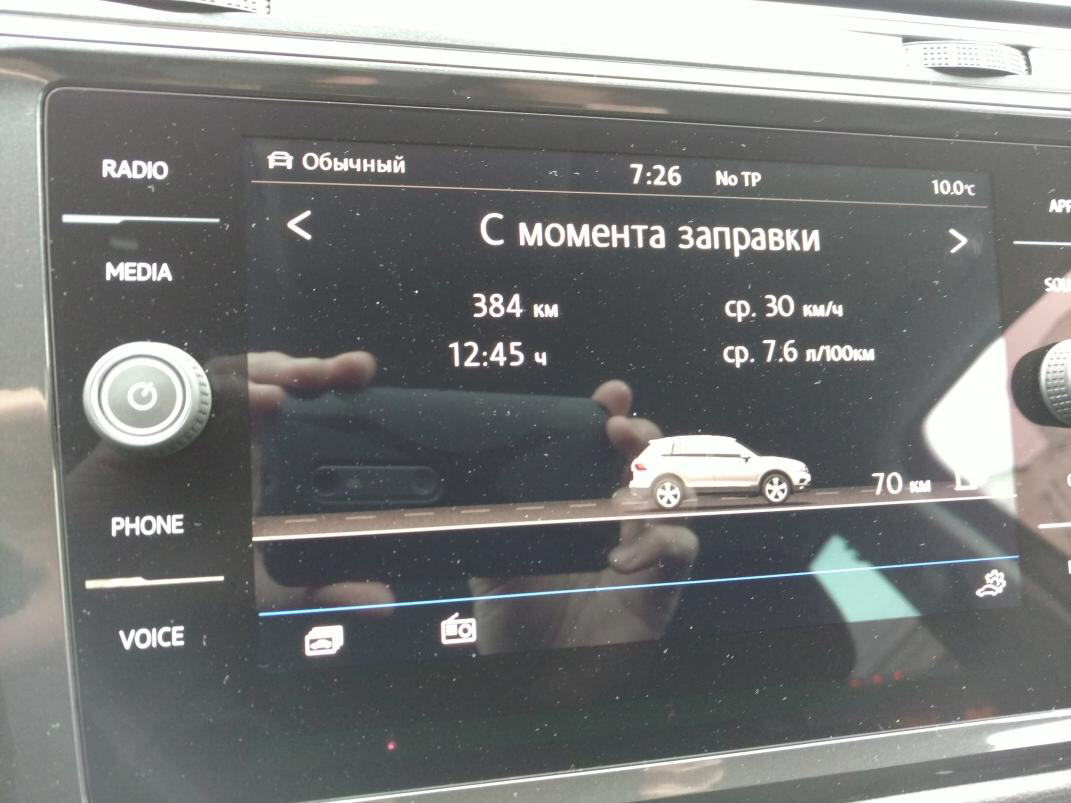 RADIO
MEDIA
PHONE
VOICE
Обычный 7:26 No TP 10.0°C
< С момента заправки >
384 км ср. 30 км/ч
12:45 ч ср. 7.6 л/100км
70 км